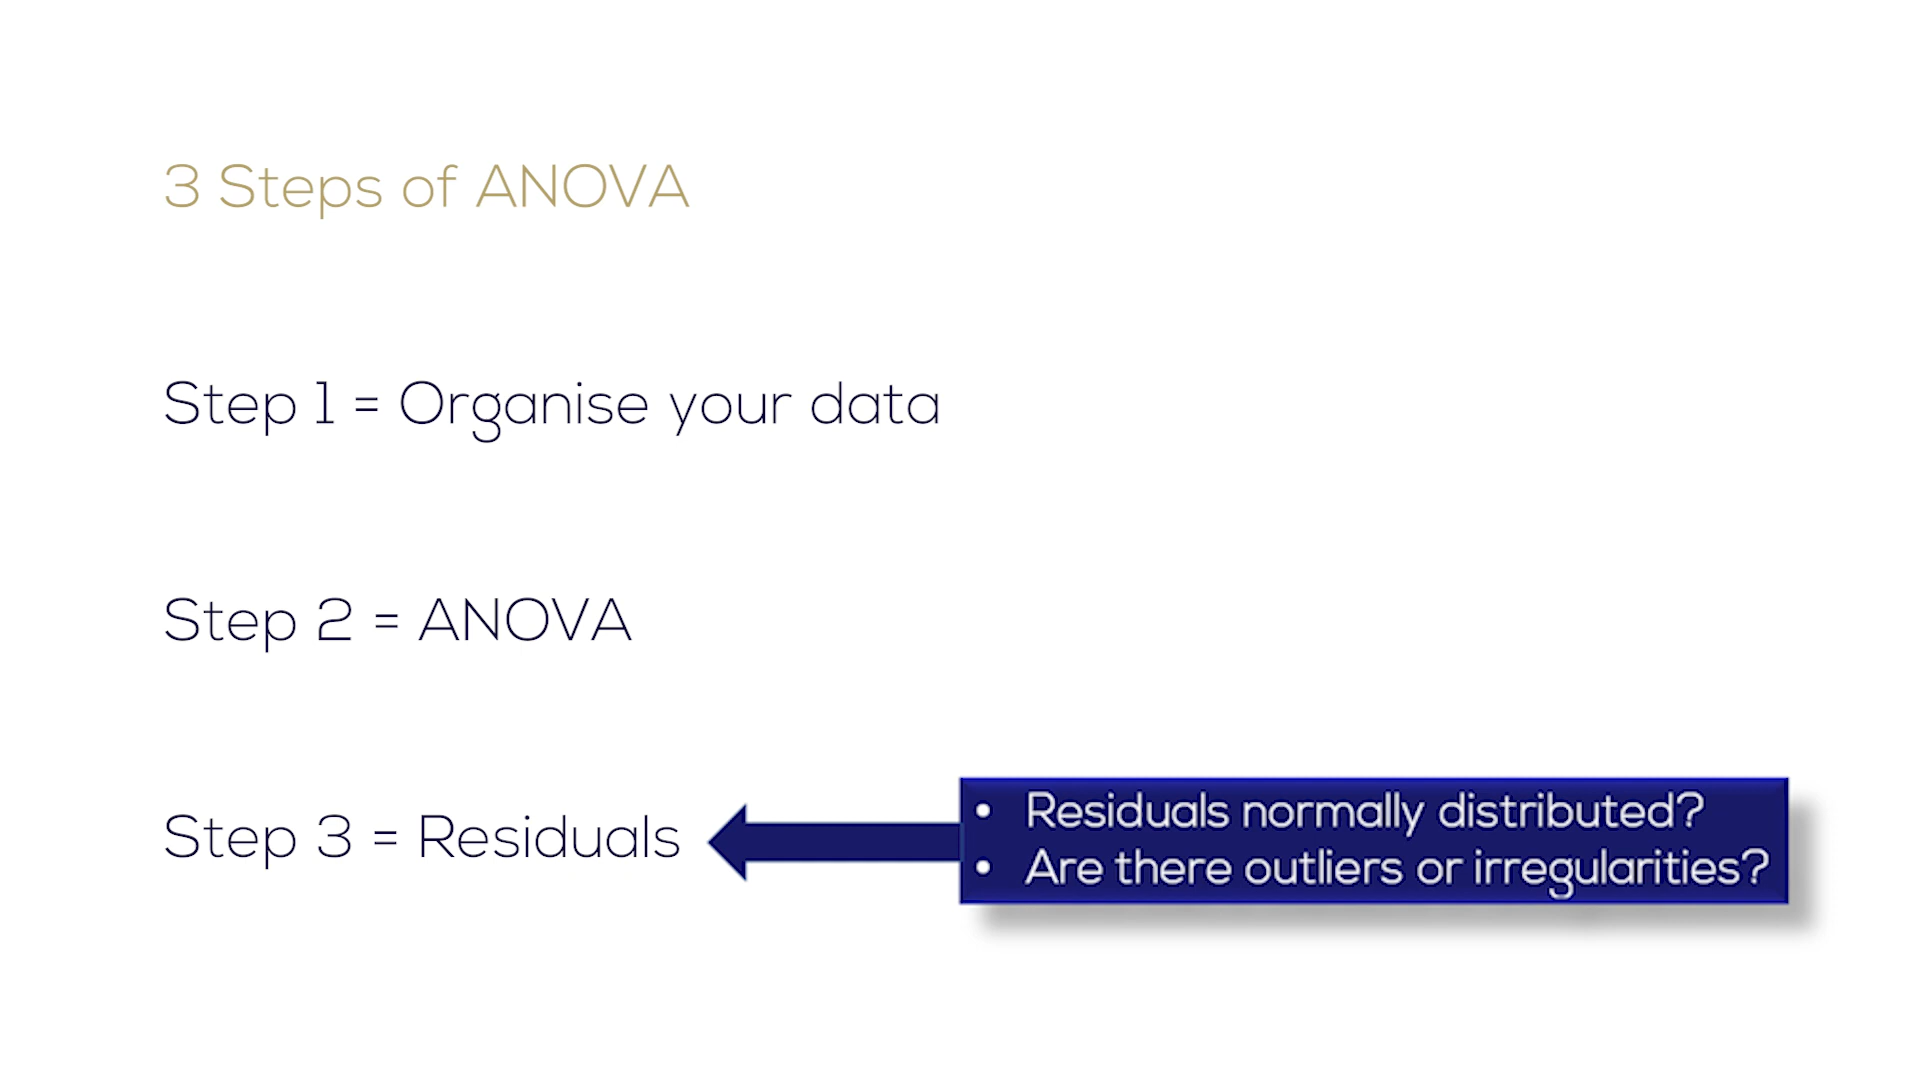 3 Steps of ANOVA
Step 1 = Organise your data
Step 2 = ANOVA
Step 3 = Residuals
• Residuals normally distributed?
• Are there outliers or irregularities?